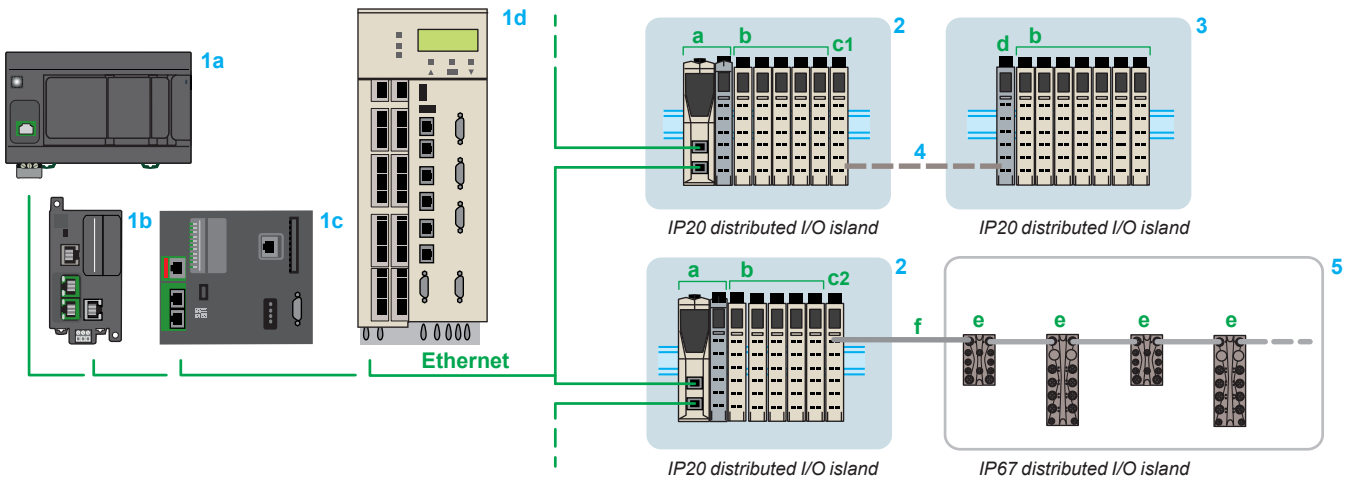 1a
1b
1c
1d
2
a b c1
3
d b
4
IP20 distributed I/O island
IP20 distributed I/O island
2
a b c2
5
f
e e e e
Ethernet
IP20 distributed I/O island
IP67 distributed I/O island